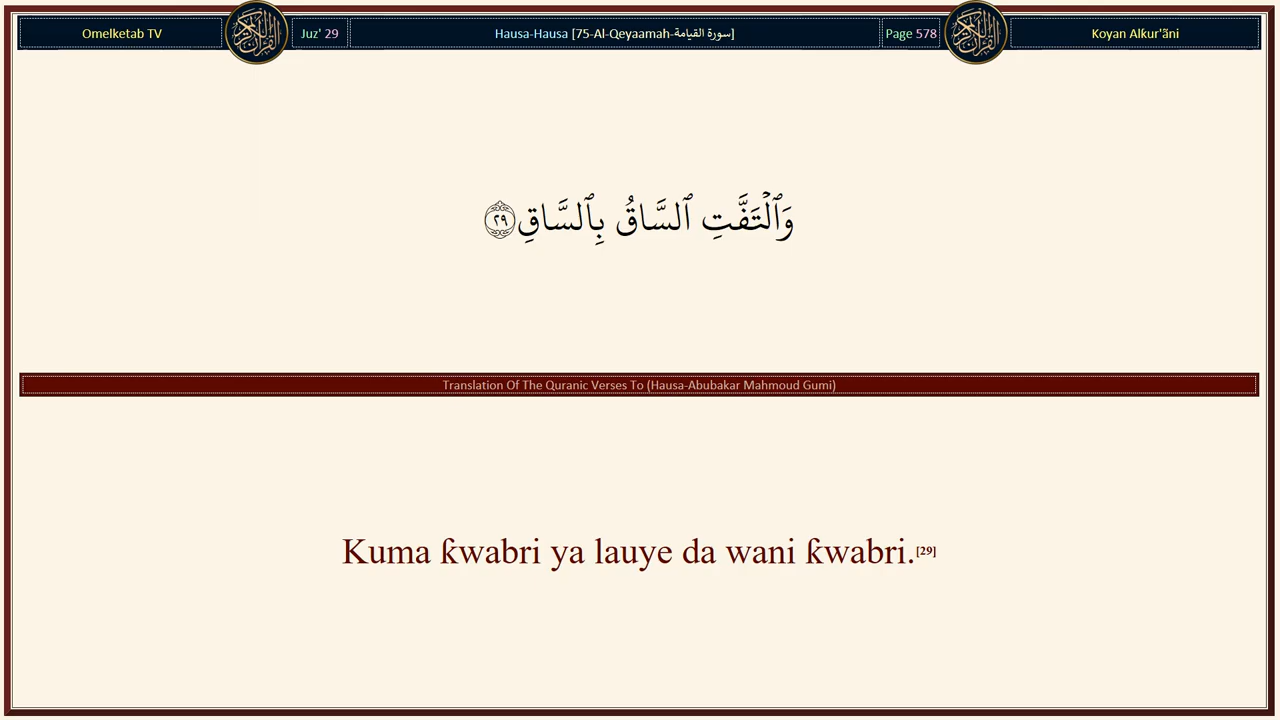 Omelketab TV
Juz' 29
Hausa-Hausa [75-Al-Qeyaamah-سورة القيامة]
Page 578
Koyan Alƙur'ãni
وَٱلۡتَفَّتِ ٱلسَّاقُ بِٱلسَّاقِ ٢٩
Translation Of The Quranic Verses To (Hausa-Abubakar Mahmoud Gumi)
Kuma ƙwabri ya lauye da wani ƙwabri.[29]